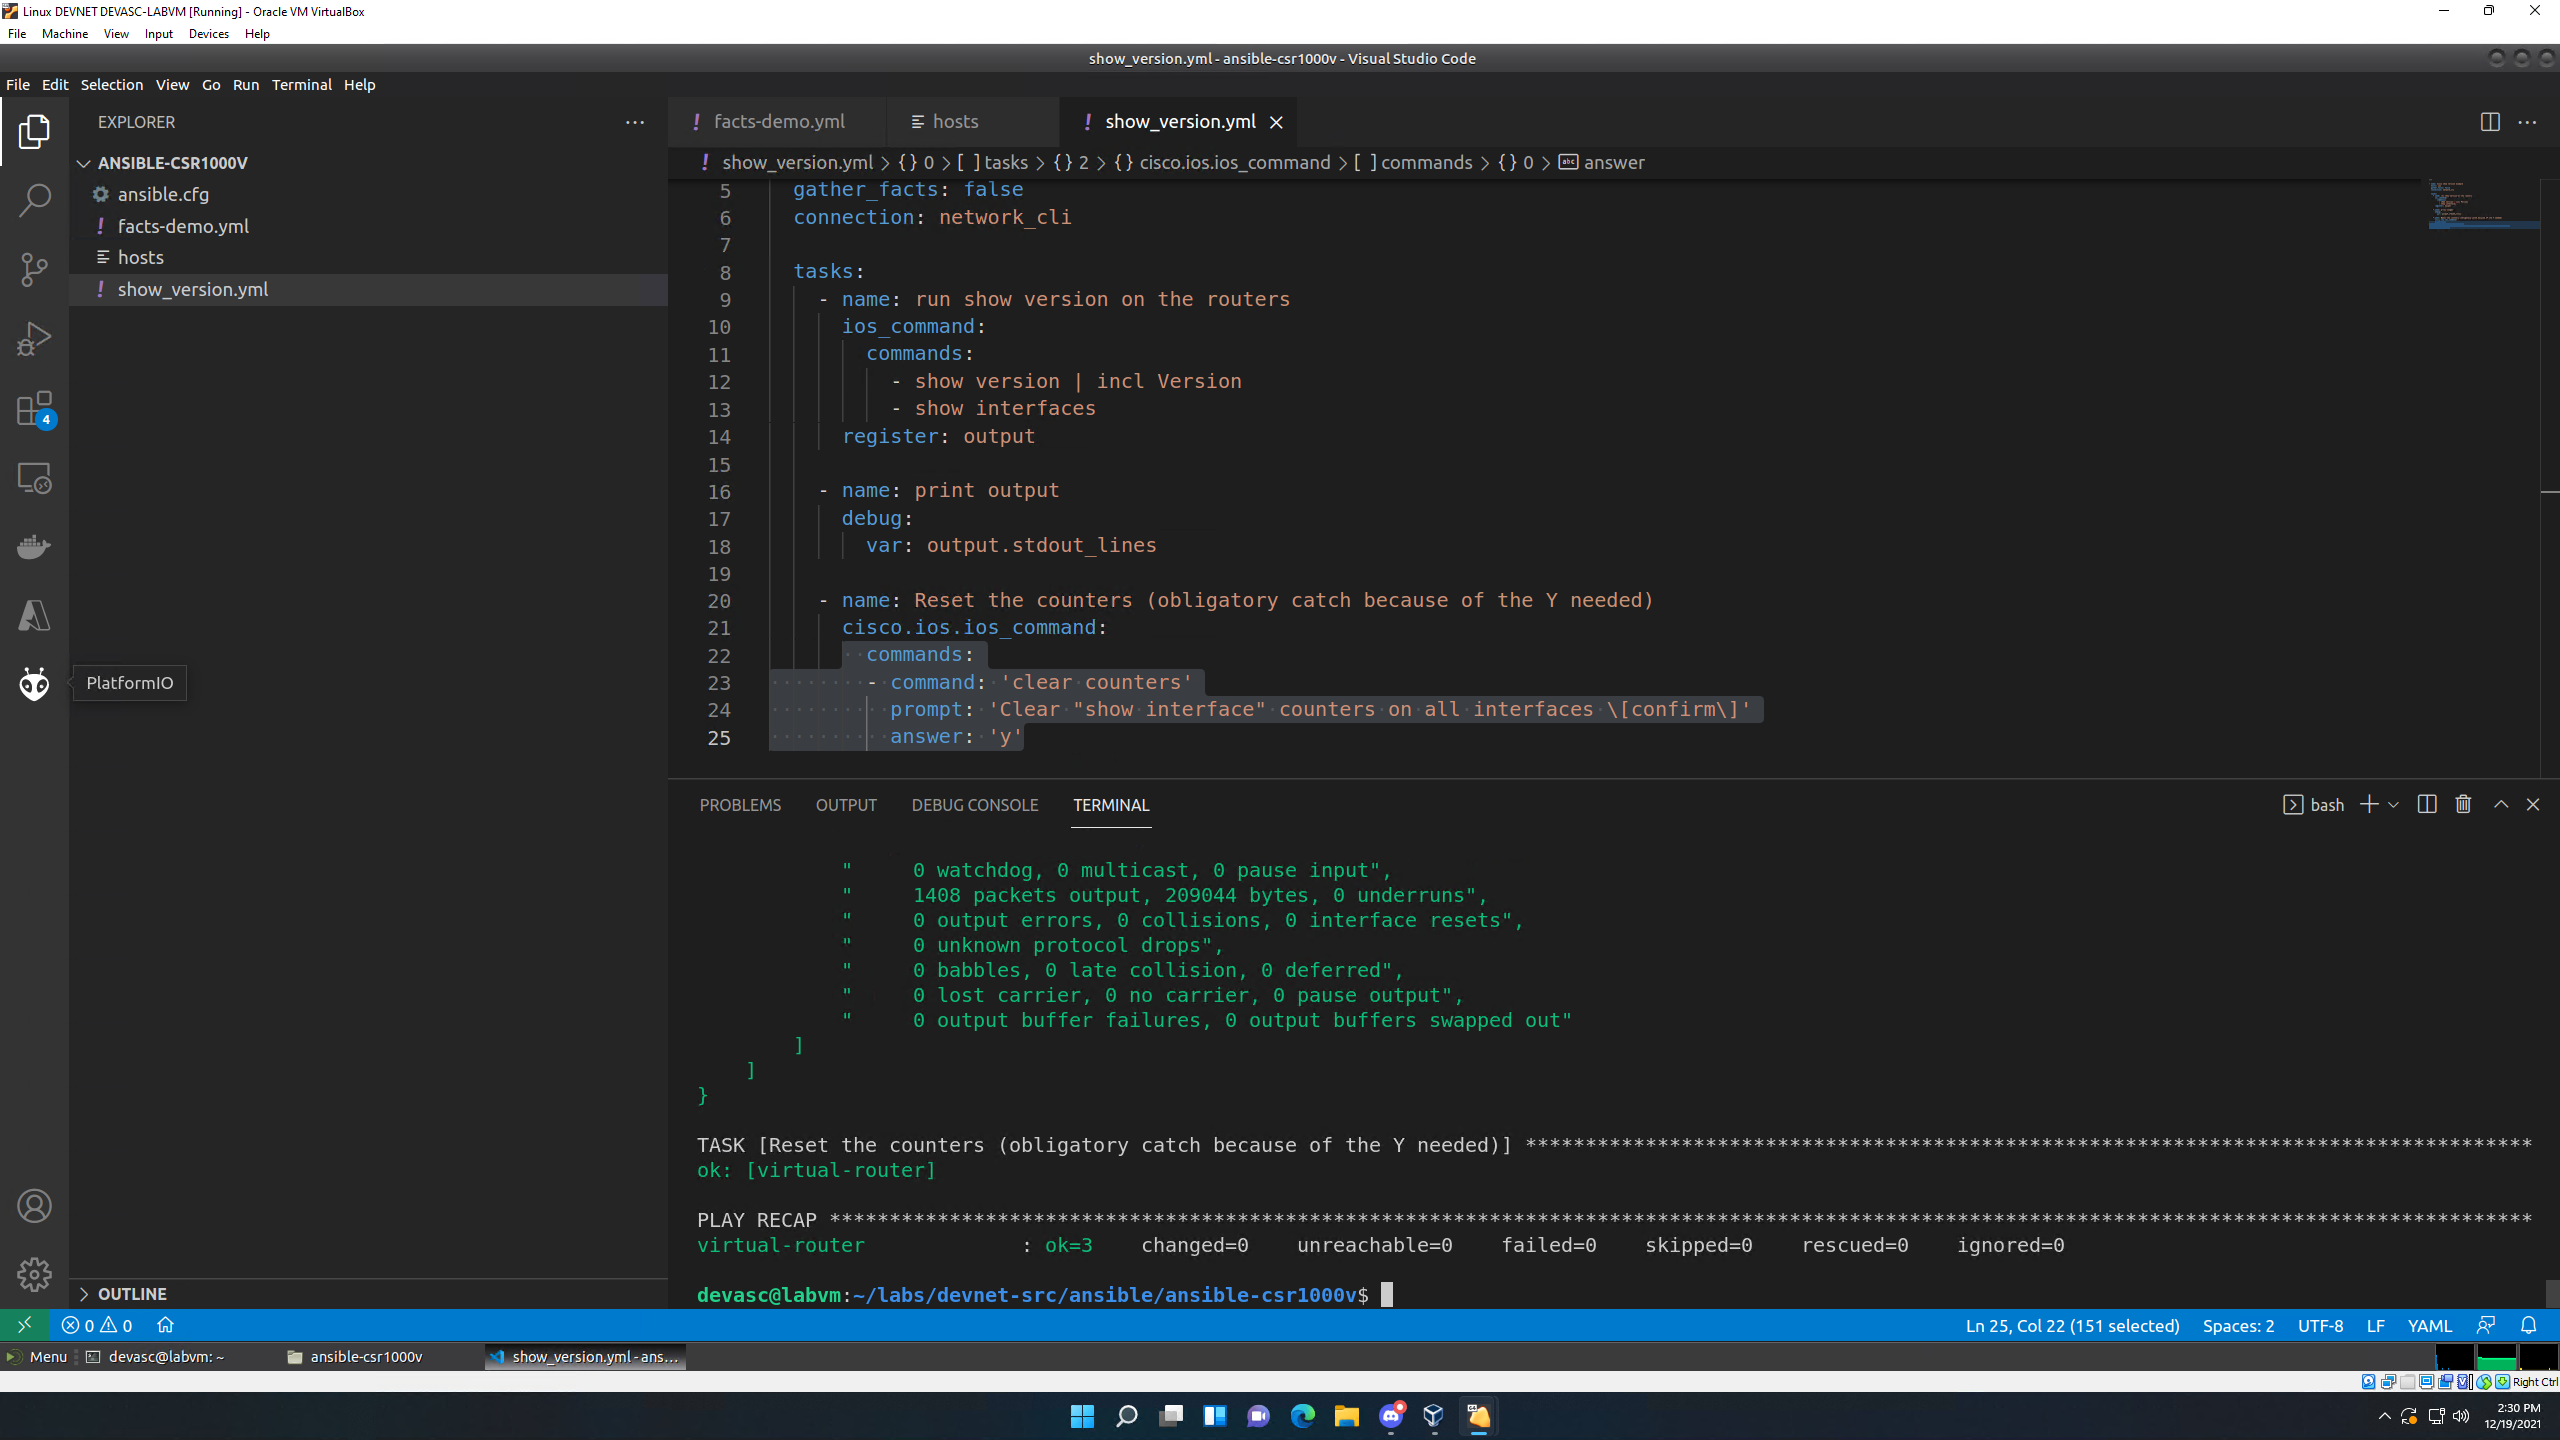 Linux DEVNET DEVASC-LABVM [Running] - Oracle VM VirtualBox
File Machine View Input Devices Help
show_version.yml - ansible-csr1000v - Visual Studio Code
File Edit Selection View Go Run Terminal Help
EXPLORER
ANSIBLE-CSR1000V
ansible.cfg
! facts-demo.yml
hosts
! show_version.yml
4
PlatformIO
OUTLINE
! facts-demo.yml hosts ! show_version.yml
! show_version.yml > {} 0 > [ ] tasks > {} 2 > {} cisco.ios.ios_command > [ ] commands > {} 0 > abc answer
5 gather_facts: false
6 connection: network_cli
7
8 tasks:
9 - name: run show version on the routers
10 ios_command:
11 commands:
12 - show version | incl Version
13 - show interfaces
14 register: output
15
16 - name: print output
17 debug:
18 var: output.stdout_lines
19
20 - name: Reset the counters (obligatory catch because of the Y needed)
21 cisco.ios.ios_command:
22 commands:
23 - command: 'clear counters'
24 prompt: 'Clear "show interface" counters on all interfaces \[confirm\]'
25 answer: 'y'
PROBLEMS OUTPUT DEBUG CONSOLE TERMINAL
bash
" 0 watchdog, 0 multicast, 0 pause input",
" 1408 packets output, 209044 bytes, 0 underruns",
" 0 output errors, 0 collisions, 0 interface resets",
" 0 unknown protocol drops",
" 0 babbles, 0 late collision, 0 deferred",
" 0 lost carrier, 0 no carrier, 0 pause output",
" 0 output buffer failures, 0 output buffers swapped out"
]
]
}
TASK [Reset the counters (obligatory catch because of the Y needed)] ************************************************************************************
ok: [virtual-router]
PLAY RECAP **********************************************************************************************************************************************
virtual-router : ok=3 changed=0 unreachable=0 failed=0 skipped=0 rescued=0 ignored=0
devasc@labvm:~/labs/devnet-src/ansible/ansible-csr1000v$
0 0
Ln 25, Col 22 (151 selected) Spaces: 2 UTF-8 LF YAML
Menu devasc@labvm: ~ ansible-csr1000v show_version.yml - ans...
Right Ctrl
2:30 PM
12/19/2021